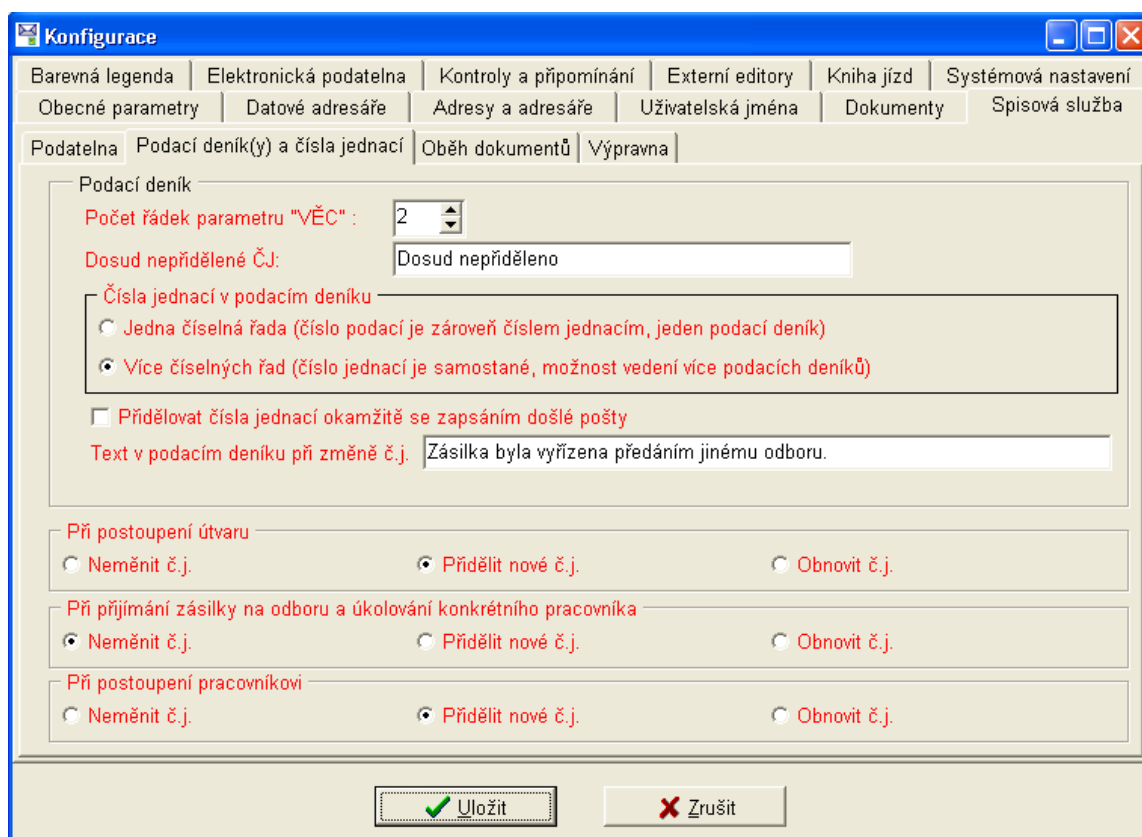 Konfigurace
Barevná legenda Elektronická podatelna Kontroly a připomínání Externí editory Kniha jízd Systémová nastavení
Obecné parametry Datové adresáře Adresy a adresáře Uživatelská jména Dokumenty Spisová služba
Podatelna Podací deník(y) a čísla jednací Oběh dokumentů Výpravna
Podací deník
Počet řádek parametru "VĚC" : 2
Dosud nepřidělené ČJ: Dosud nepřiděleno
Čísla jednací v podacím deníku
Jedna číselná řada (číslo podací je zároveň číslem jednacím, jeden podací deník)
Více číselných řad (číslo jednací je samostané, možnost vedení více podacích deníků)
Přidělovat čísla jednací okamžitě se zapsáním došlé pošty
Text v podacím deníku při změně č.j. Zásilka byla vyřízena předáním jinému odboru.
Při postoupení útvaru
Neměnit č.j. Přidělit nové č.j. Obnovit č.j.
Při přijímání zásilky na odboru a úkolování konkrétního pracovníka
Neměnit č.j. Přidělit nové č.j. Obnovit č.j.
Při postoupení pracovníkovi
Neměnit č.j. Přidělit nové č.j. Obnovit č.j.
Uložit Zrušit